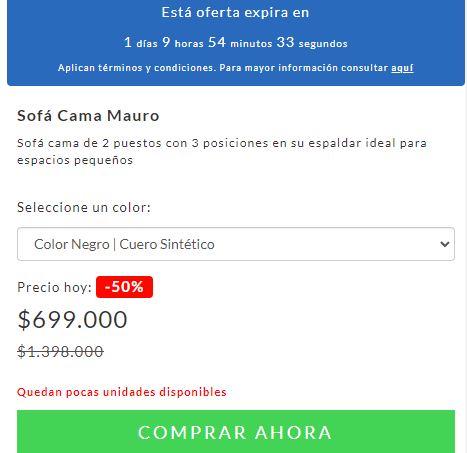 Está oferta expira en
1 días 9 horas 54 minutos 33 segundos
Aplican términos y condiciones. Para mayor información consultar aquí
Sofá Cama Mauro
Sofá cama de 2 puestos con 3 posiciones en su espaldar ideal para
espacios pequeños
Seleccione un color:
Color Negro | Cuero Sintético
Precio hoy: -50%
$699.000
$1.398.000
Quedan pocas unidades disponibles
COMPRAR AHORA